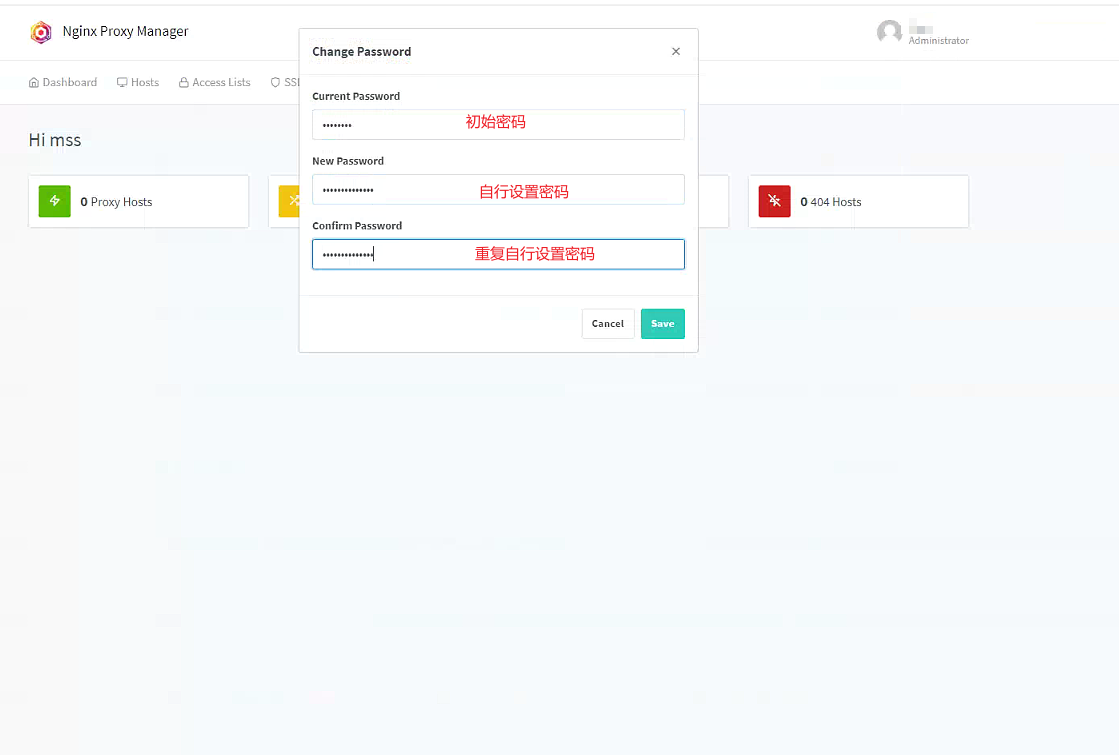 Nginx Proxy Manager
Administrator
Dashboard
Hosts
Access Lists
SSL
Hi mss
0 Proxy Hosts
0 404 Hosts
Change Password
Current Password
初始密码
New Password
自行设置密码
Confirm Password
重复自行设置密码
Cancel
Save